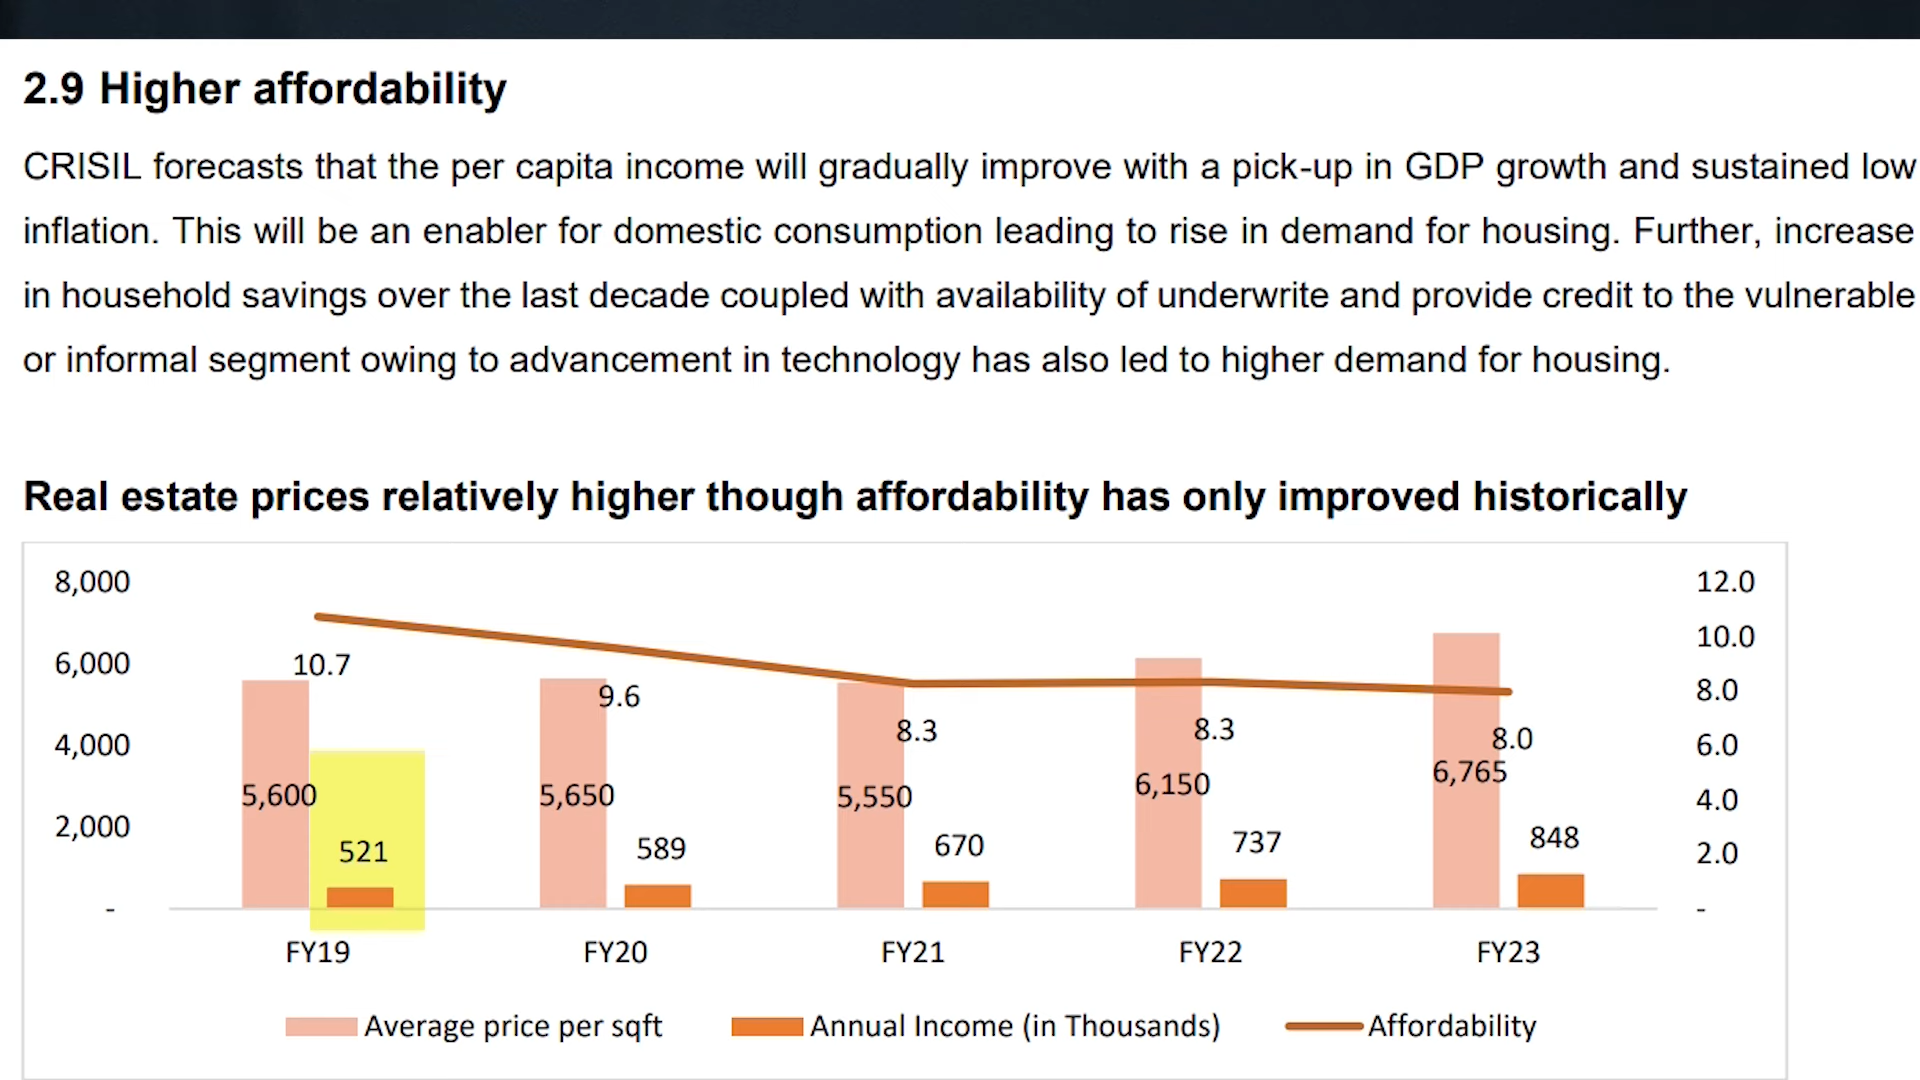 2.9 Higher affordability
CRISIL forecasts that the per capita income will gradually improve with a pick-up in GDP growth and sustained low
inflation. This will be an enabler for domestic consumption leading to rise in demand for housing. Further, increase
in household savings over the last decade coupled with availability of underwrite and provide credit to the vulnerable
or informal segment owing to advancement in technology has also led to higher demand for housing.
Real estate prices relatively higher though affordability has only improved historically
8,000 12.0
10.0
6,000 10.7 8.0
9.6
8.3 8.3 8.0
4,000 6.0
5,600 5,650 5,550 6,150 6,765
4.0
2,000 521 589 670 737 848 2.0
- -
FY19 FY20 FY21 FY22 FY23
Average price per sqft Annual Income (in Thousands) Affordability